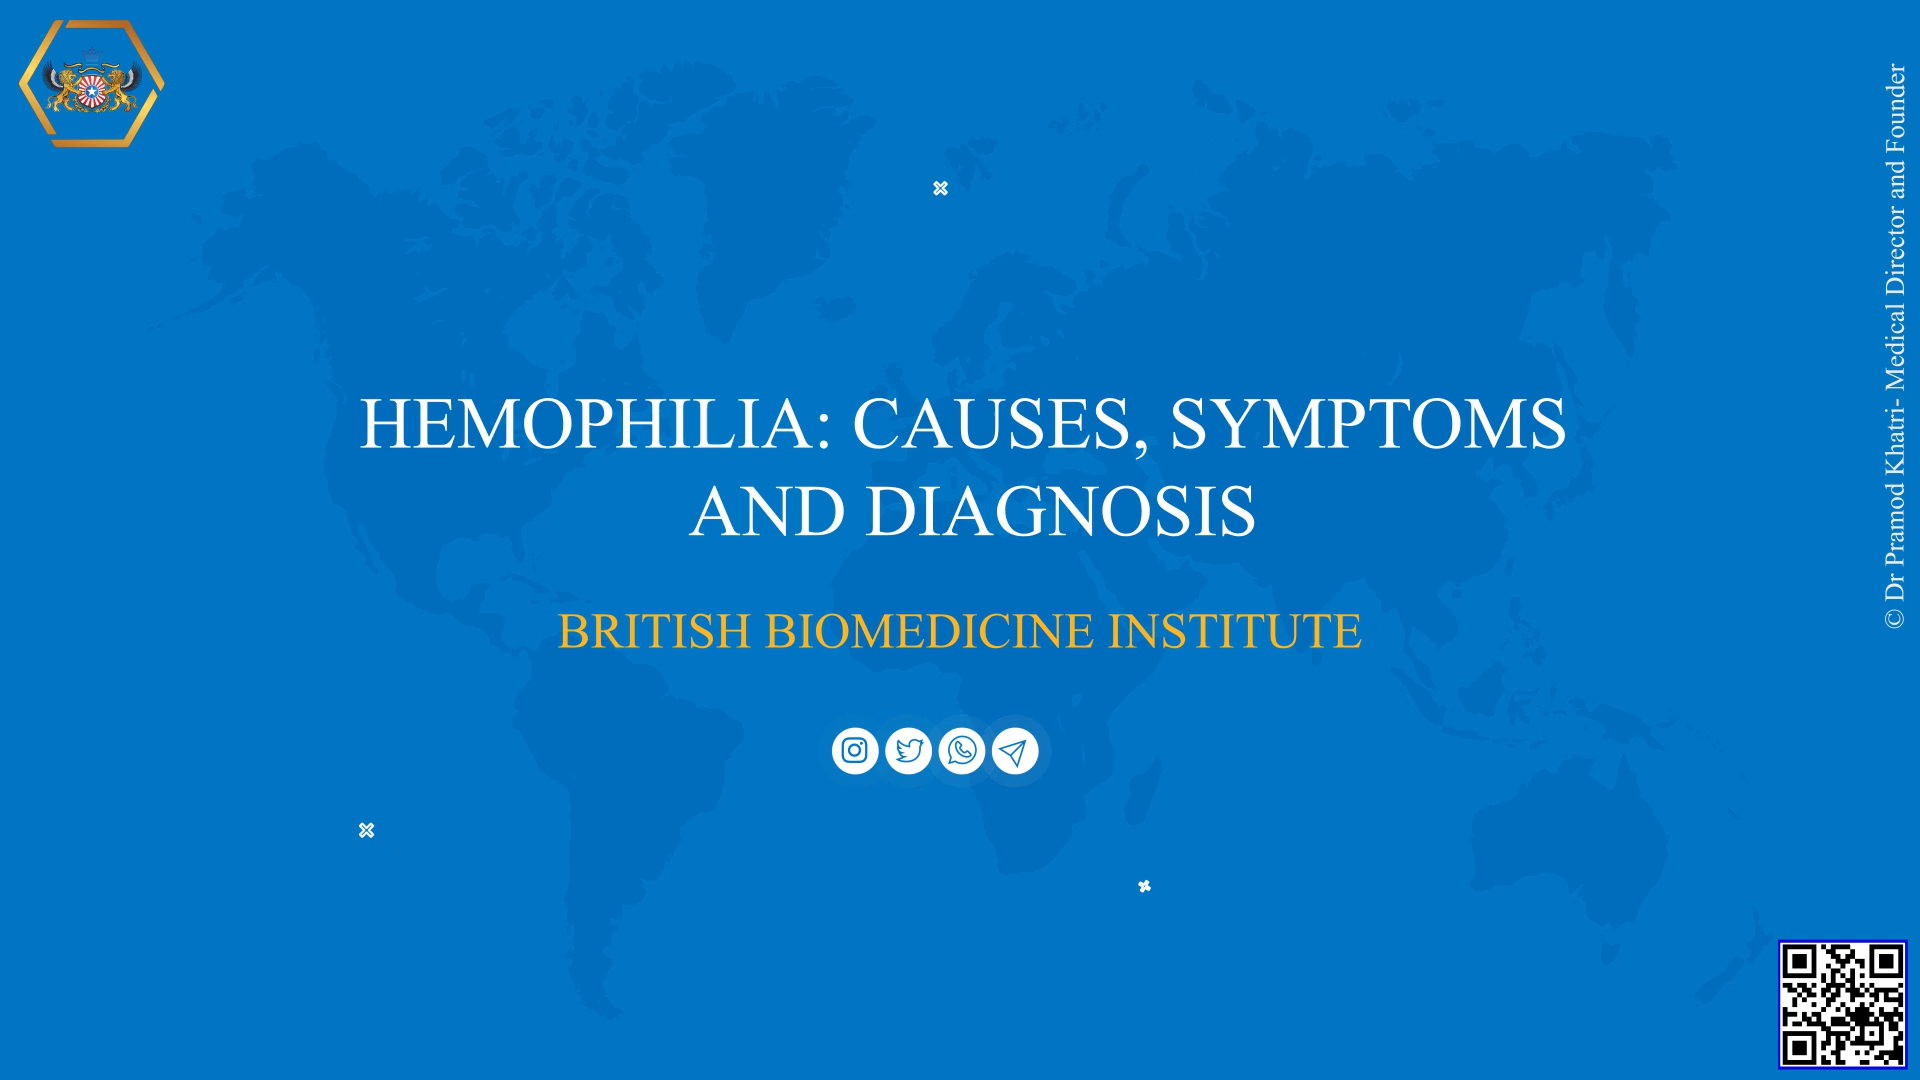 HEMOPHILIA: CAUSES, SYMPTOMS
AND DIAGNOSIS
BRITISH BIOMEDICINE INSTITUTE
© Dr Pramod Khatri- Medical Director and Founder